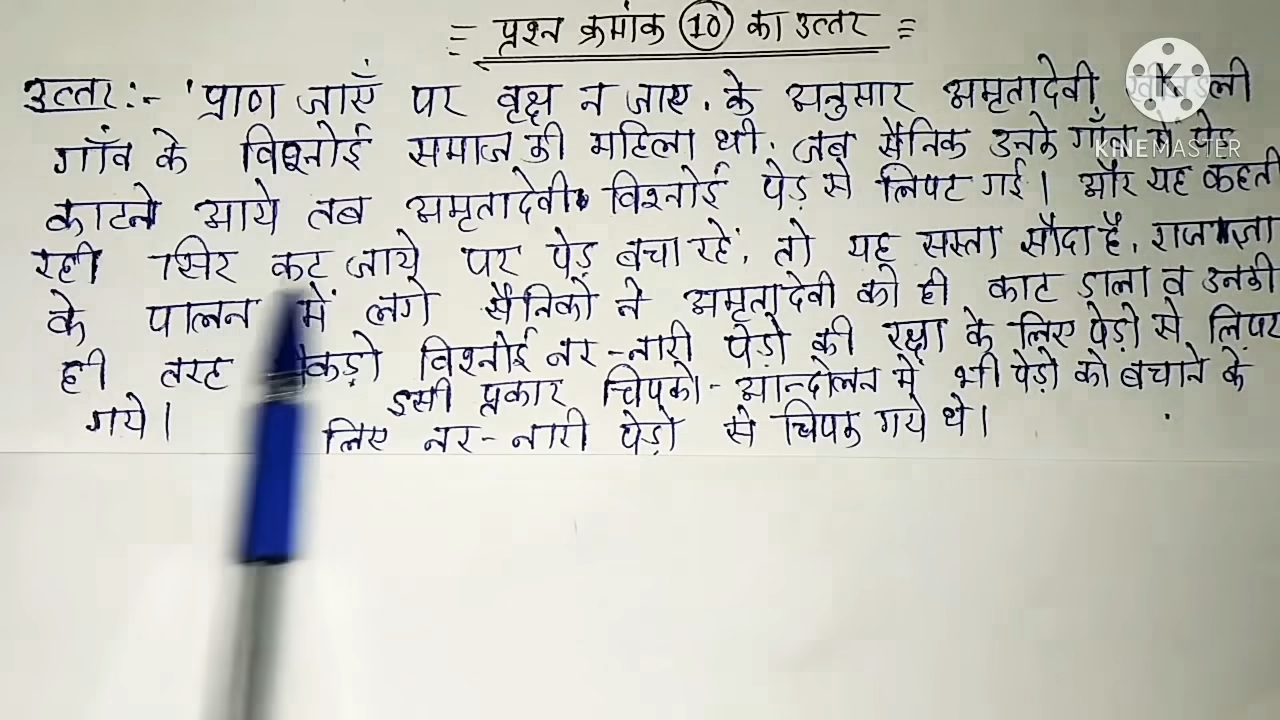 = प्रश्न क्रमांक 10 का उत्तर =
उत्तर :- 'प्राण जाएँ पर वृक्ष न जाए, के अनुसार अमृतादेवी
K
KINEMASTER
गाँव के विश्नोई समाज की महिला थी. जब सैनिक उनके गाँव
काटने आये तब अमृतादेवी विश्नोई पेड़ से लिपट गई। और यह कहती
रही सिर कट जाये पर पेड़ बचा रहे, तो यह सस्ता सौदा है, राजाज्ञा
के पालन में लगे सैनिकों ने अमृतादेवी को ही काट डाला व उनकी
ही तरह विश्नोई नर-नारी पेड़ो की रक्षा के लिए पेड़ो से लिपट
गये।
इसी प्रकार चिपको-आन्दोलन में भी पेड़ो को बचाने के
लिए नर-नारी पेड़ो से चिपक गये थे।